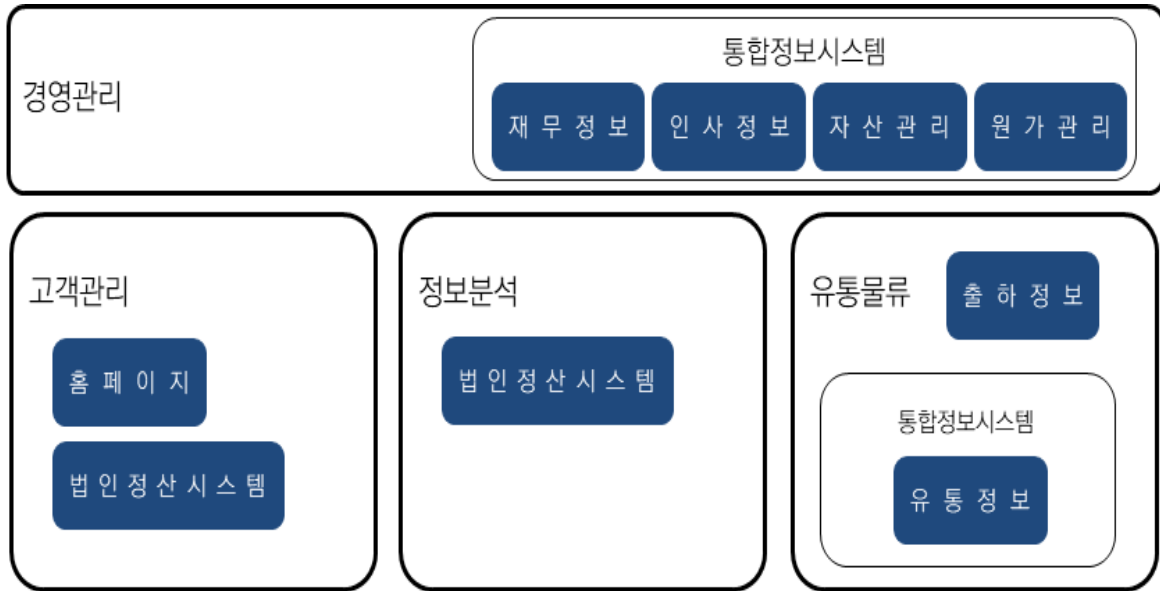 통합정보시스템
경영관리
재무정보 인사정보 자산관리 원가관리
고객관리
홈페이지
법인정산시스템
정보분석
법인정산시스템
유통물류
출하정보
통합정보시스템
유통정보